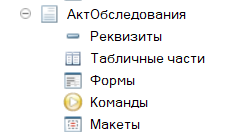 АктОбследования
Реквизиты
Табличные части
Формы
Команды
Макеты